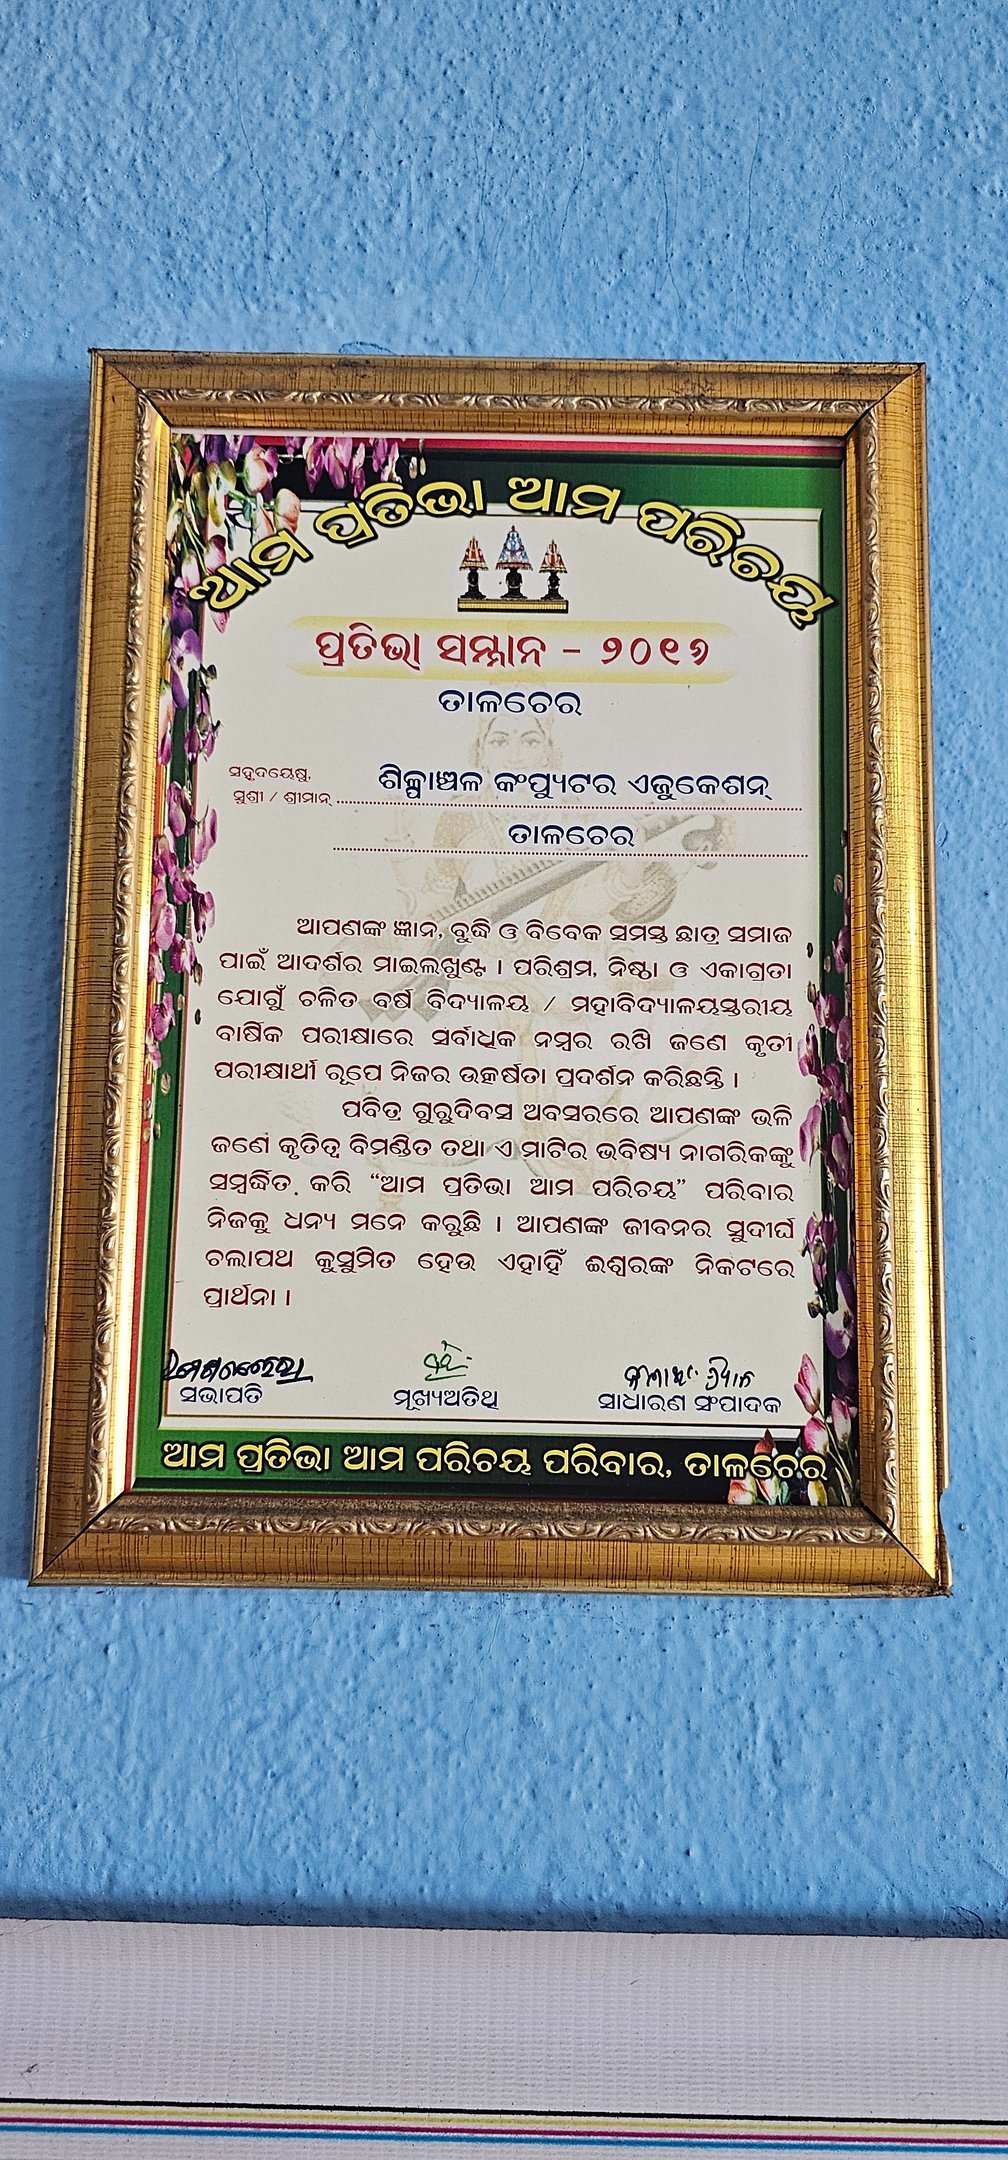 ଆମ ପ୍ରତିଭା ଆମ ପରିଚୟ
ପ୍ରତିଭା ସମ୍ମାନ - ୨୦୧୬
ତାଳଚେର
ସହୃଦୟେଷୁ,
ସୁଶ୍ରୀ / ଶ୍ରୀମାନ୍ ଶିଳ୍ପାଞ୍ଚଳ କଂପ୍ୟୁଟର ଏଜୁକେଶନ୍
ତାଳଚେର
ଆପଣଙ୍କ ଜ୍ଞାନ, ବୁଦ୍ଧି ଓ ବିବେକ ସମସ୍ତ ଛାତ୍ର ସମାଜ
ପାଇଁ ଆଦର୍ଶର ମାଇଲଖୁଣ୍ଟ । ପରିଶ୍ରମ, ନିଷ୍ଠା ଓ ଏକାଗ୍ରତା
ଯୋଗୁଁ ଚଳିତ ବର୍ଷ ବିଦ୍ୟାଳୟ / ମହାବିଦ୍ୟାଳୟସ୍ତରୀୟ
ବାର୍ଷିକ ପରୀକ୍ଷାରେ ସର୍ବାଧିକ ନମ୍ବର ରଖି ଜଣେ କୃତୀ
ପରୀକ୍ଷାର୍ଥୀ ରୂପେ ନିଜର ଉତ୍କର୍ଷତା ପ୍ରଦର୍ଶନ କରିଛନ୍ତି ।
ପବିତ୍ର ଗୁରୁଦିବସ ଅବସରରେ ଆପଣଙ୍କ ଭଳି
ଜଣେ କୃତିତ୍ୱ ବିମଣ୍ଡିତ ତଥା ଏ ମାଟିର ଭବିଷ୍ୟ ନାଗରିକଙ୍କୁ
ସମ୍ବର୍ଦ୍ଧିତ କରି “ଆମ ପ୍ରତିଭା ଆମ ପରିଚୟ” ପରିବାର
ନିଜକୁ ଧନ୍ୟ ମନେ କରୁଛି । ଆପଣଙ୍କ ଜୀବନର ସୁଦୀର୍ଘ
ଚଲାପଥ କୁସୁମିତ ହେଉ ଏହାହିଁ ଈଶ୍ୱରଙ୍କ ନିକଟରେ
ପ୍ରାର୍ଥନା ।
ସଭାପତି ମୂଖ୍ୟଅତିଥି ସାଧାରଣ ସଂପାଦକ
ଆମ ପ୍ରତିଭା ଆମ ପରିଚୟ ପରିବାର, ତାଳଚେର